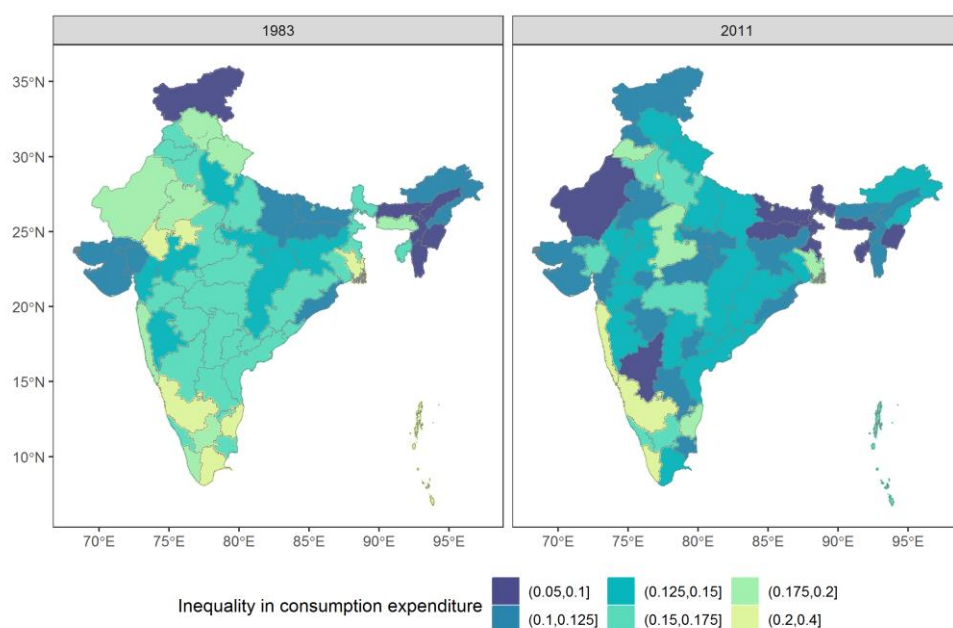 1983
2011
35°N
30°N
25°N
20°N
15°N
10°N
70°E 75°E 80°E 85°E 90°E 95°E 70°E 75°E 80°E 85°E 90°E 95°E
Inequality in consumption expenditure
(0.05,0.1] (0.125,0.15] (0.175,0.2]
(0.1,0.125] (0.15,0.175] (0.2,0.4]